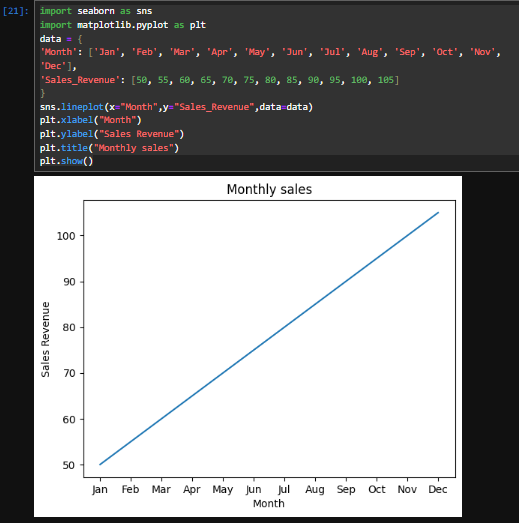 [21]:
import seaborn as sns
import matplotlib.pyplot as plt
data = {
'Month': ['Jan', 'Feb', 'Mar', 'Apr', 'May', 'Jun', 'Jul', 'Aug', 'Sep', 'Oct', 'Nov',
'Dec'],
'Sales_Revenue': [50, 55, 60, 65, 70, 75, 80, 85, 90, 95, 100, 105]
}
sns.lineplot(x="Month",y="Sales_Revenue",data=data)
plt.xlabel("Month")
plt.ylabel("Sales Revenue")
plt.title("Monthly sales")
plt.show()
Monthly sales
Sales Revenue
100
90
80
70
60
50
Jan Feb Mar Apr May Jun Jul Aug Sep Oct Nov Dec
Month